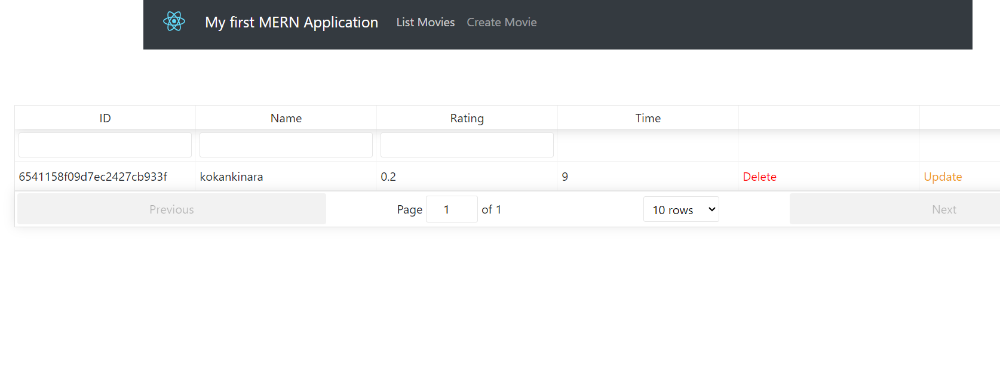 My first MERN Application List Movies Create Movie
ID Name Rating Time
6541158f09d7ec2427cb933f kokankinara 0.2 9 Delete Update
Previous Page 1 of 1 10 rows Next